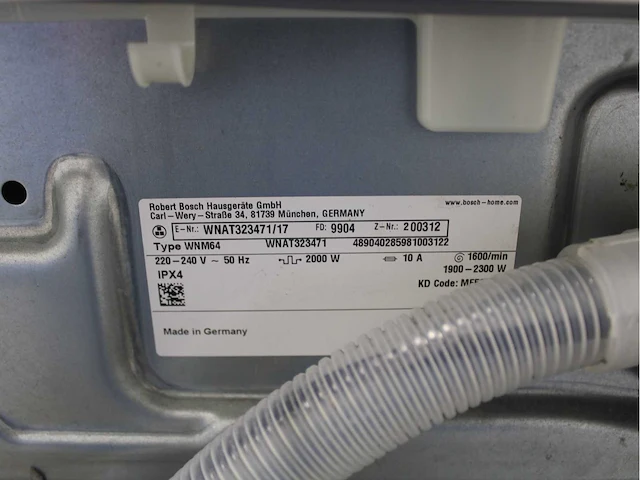 Robert Bosch Hausgeräte GmbH www.bosch-home.com
Carl-Wery-Straße 34, 81739 München, GERMANY
E-Nr.: WNAT323471/17 FD: 9904 Z-Nr.: 200312
Type WNM64 WNAT323471 489040285981003122
220-240 V ~ 50 Hz 2000 W 10 A 1600/min
1900-2300 W
IPX4 KD Code:
Made in Germany